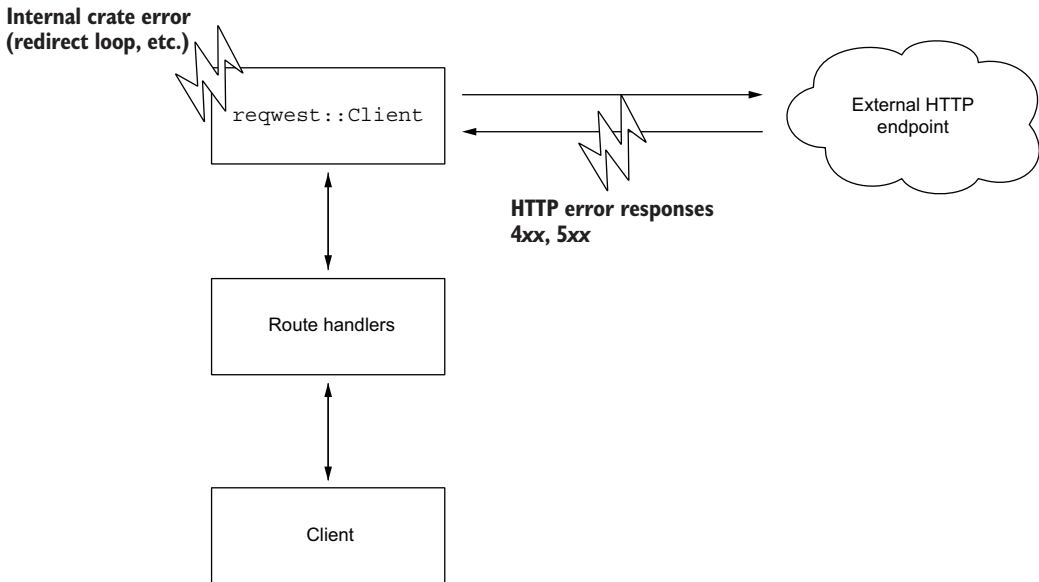 Internal crate error
(redirect loop, etc.)
reqwest::Client
External HTTP
endpoint
HTTP error responses
4xx, 5xx
Route handlers
Client